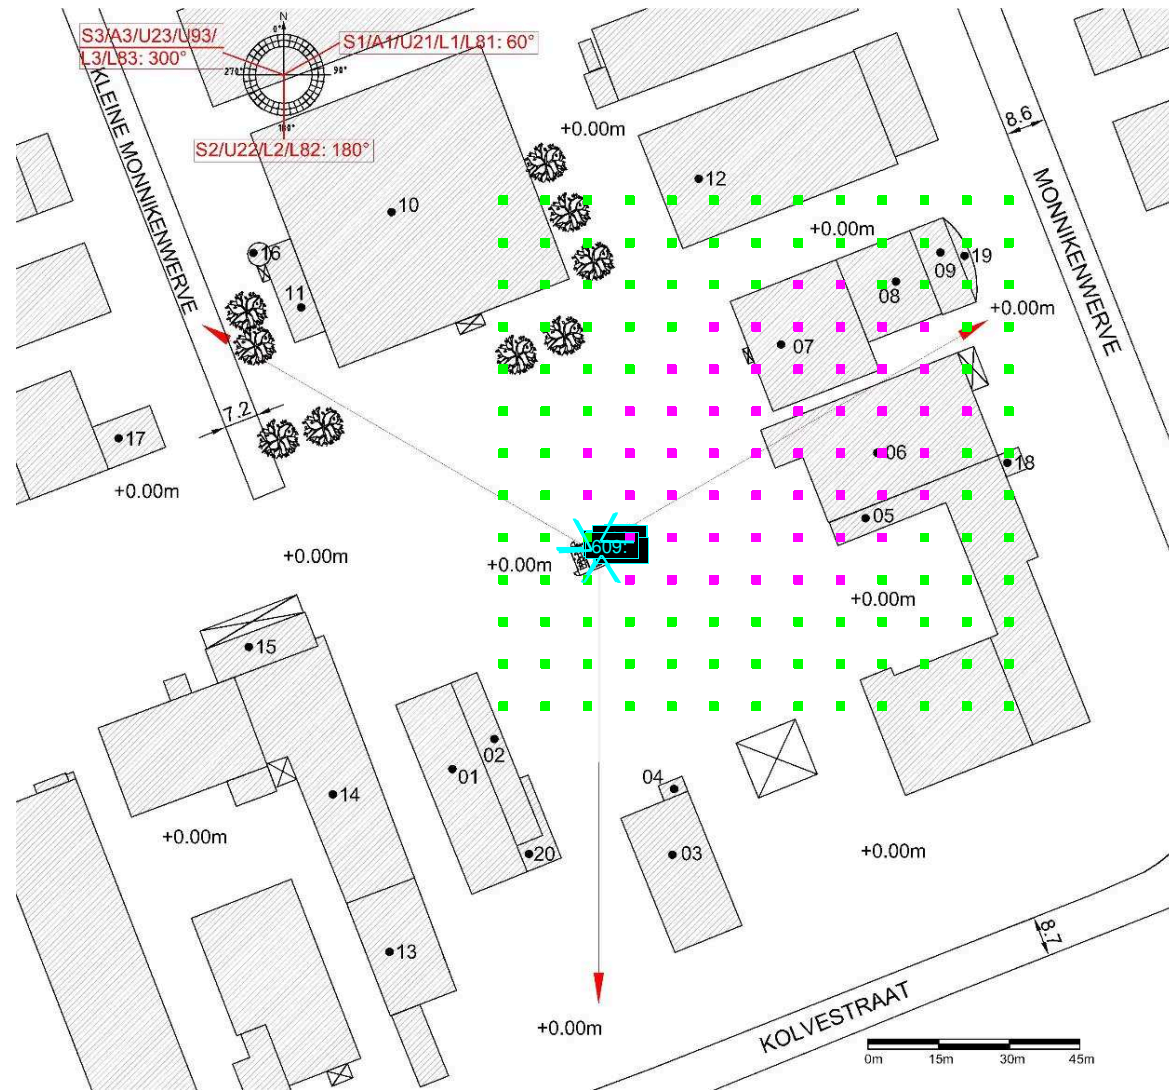 N
0°
90°
180°
270°
S3/A3/U23/U93/
L3/L83: 300°
S1/A1/U21/L1/L81: 60°
S2/U22/L2/L82: 180°
KLEINE MONNIKENWERVE
8.6
+0.00m
12
MONNIKENWERVE
10
+0.00m
16
09
19
08
11
+0.00m
07
7.2
17
06
18
+0.00m
05
+0.00m
609:
+0.00m
+0.00m
15
02
01
04
14
+0.00m
03
+0.00m
20
13
8.7
KOLVESTRAAT
+0.00m
0m
15m
30m
45m